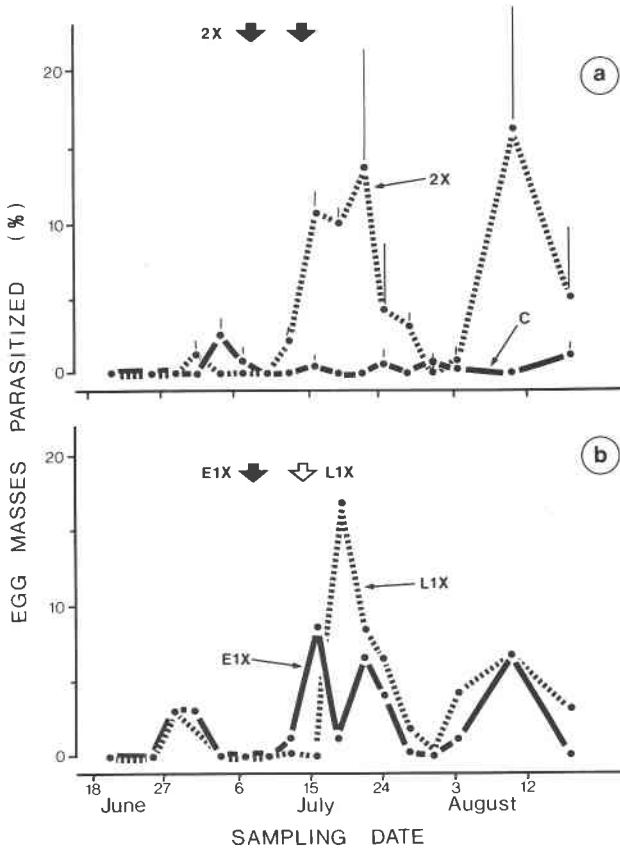 2X
a
20
2X
10
C
0
EGG MASSES PARASITIZED (%)
b
E1X L1X
20
L1X
10
E1X
0
18 27 6 15 24 3 12
June July August
SAMPLING DATE